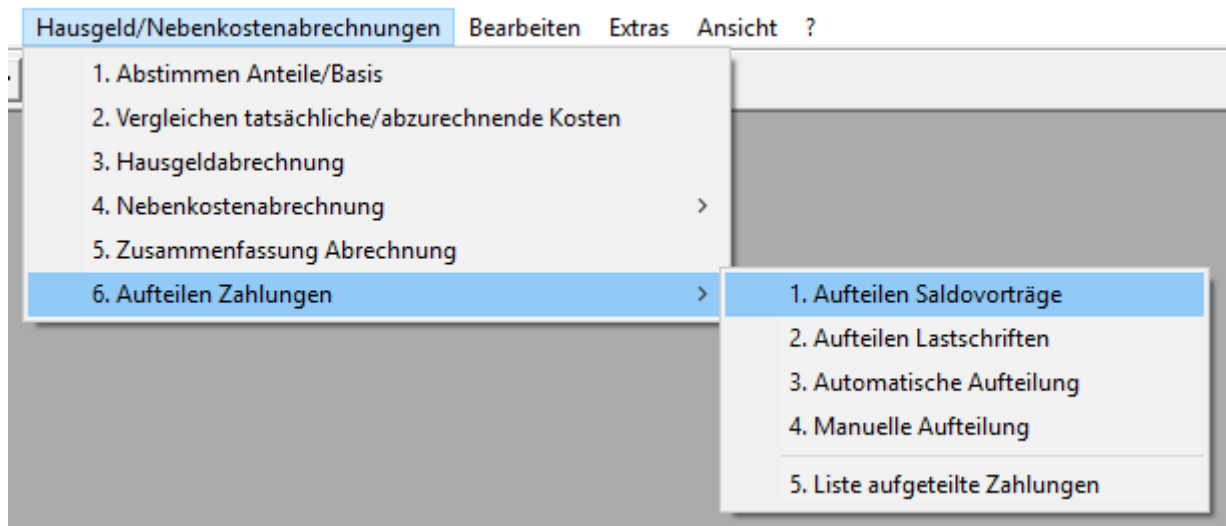 Hausgeld/Nebenkostenabrechnungen Bearbeiten Extras Ansicht ?
1. Abstimmen Anteile/Basis
2. Vergleichen tatsächliche/abzurechnende Kosten
3. Hausgeldabrechnung
4. Nebenkostenabrechnung
5. Zusammenfassung Abrechnung
6. Aufteilen Zahlungen
1. Aufteilen Saldovorträge
2. Aufteilen Lastschriften
3. Automatische Aufteilung
4. Manuelle Aufteilung
5. Liste aufgeteilte Zahlungen